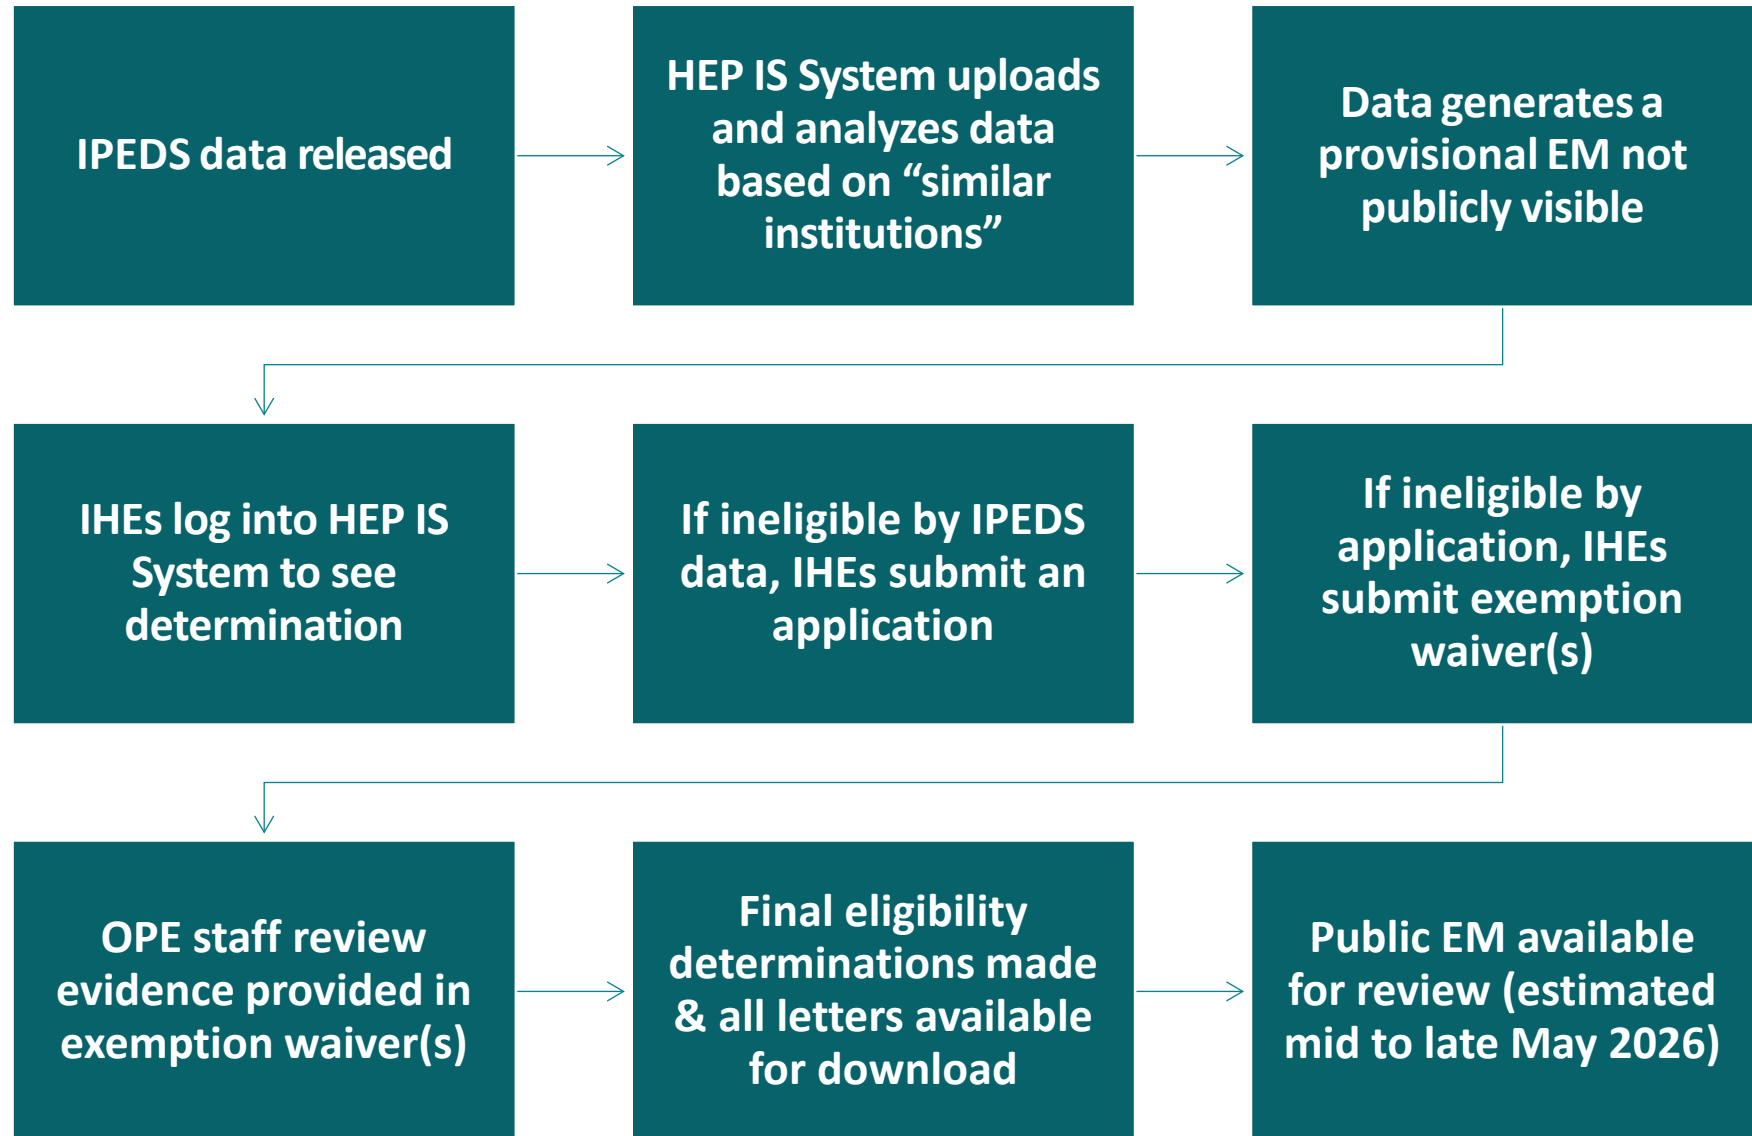 IPEDS data released
HEP IS System uploads
and analyzes data
based on “similar
institutions”
Data generates a
provisional EM not
publicly visible
IHEs log into HEP IS
System to see
determination
If ineligible by IPEDS
data, IHEs submit an
application
If ineligible by
application, IHEs
submit exemption
waiver(s)
OPE staff review
evidence provided in
exemption waiver(s)
Final eligibility
determinations made
& all letters available
for download
Public EM available
for review (estimated
mid to late May 2026)